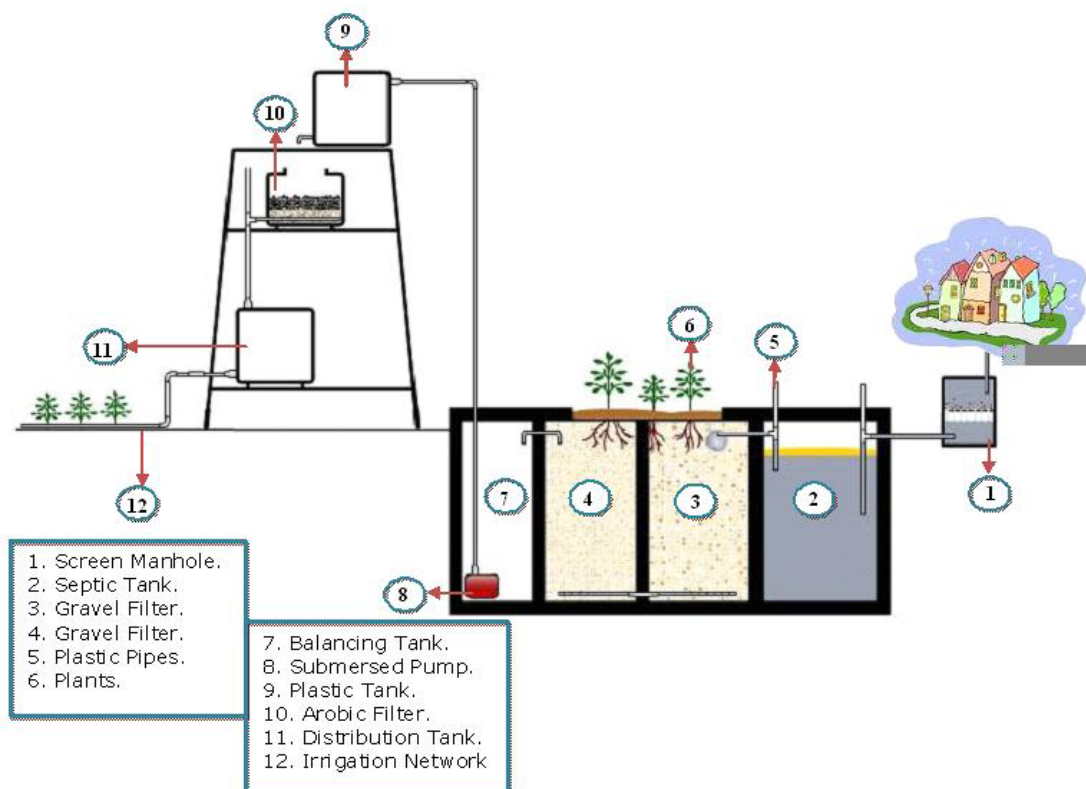 9
10
6
5
11
7
4
3
2
1
12
8
1. Screen Manhole.
2. Septic Tank.
3. Gravel Filter.
4. Gravel Filter.
5. Plastic Pipes.
6. Plants.
7. Balancing Tank.
8. Submersed Pump.
9. Plastic Tank.
10. Arobic Filter.
11. Distribution Tank.
12. Irrigation Network